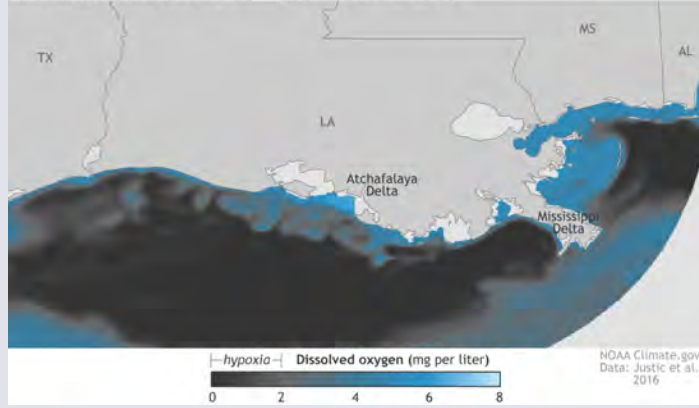 TX
MS
AL
LA
Atchafalaya
Delta
Mississippi
Delta
hypoxia
Dissolved oxygen (mg per liter)
0 2 4 6 8
NOAA Climate.gov
Data: Justic et al.
2016